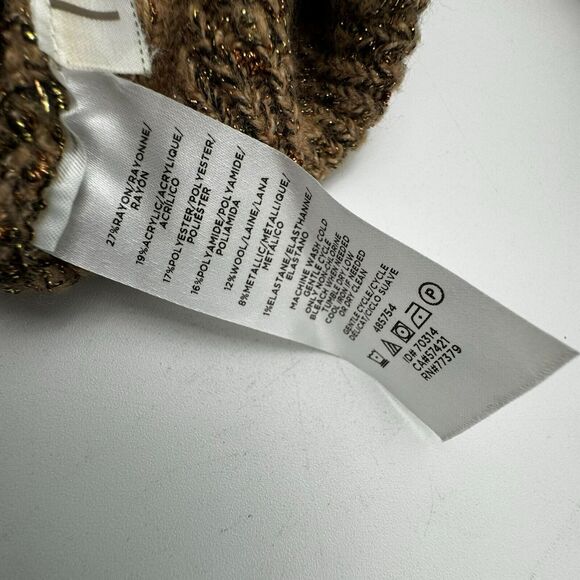 27%RAYON/RAYONNE/
RAYÓN
19%ACRYLIC/ACRYLIQUE/
ACRÍLICO
17%POLYESTER/POLYESTER/
POLIÉSTER
16%POLYAMIDE/POLYAMIDE/
POLIAMIDA
12%WOOL/LAINE/LANA
8%METALLIC/MÉTALLIQUE/
METÁLICO
1%ELASTANE/ÉLASTHANNE/
ELASTANO
MACHINE WASH COLD
GENTLE CYCLE
ONLY NON-CHLORINE
BLEACH WHEN NEEDED
TUMBLE DRY LOW
COOL IRON IF NEEDED
OR DRY CLEAN
GENTLE CYCLE/CYCLE
DÉLICAT/CICLO SUAVE
485754
P
ID# 70314
CA#57421
RN#77379